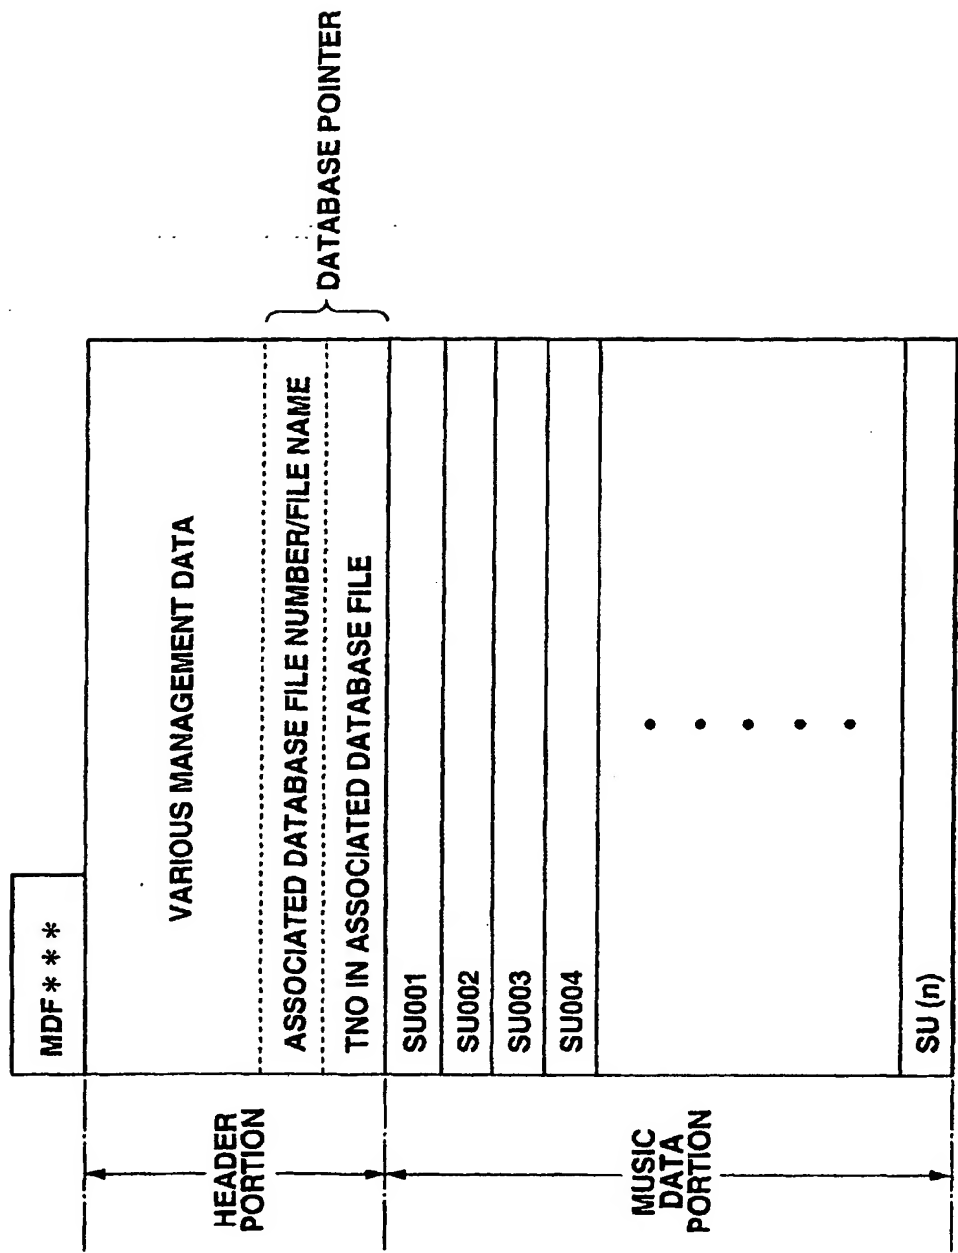 MDF***
VARIOUS MANAGEMENT DATA
ASSOCIATED DATABASE FILE NUMBER/FILE NAME
TNO IN ASSOCIATED DATABASE FILE
DATABASE POINTER
HEADER
PORTION
SU001
SU002
SU003
SU004
SU (n)
MUSIC
DATA
PORTION